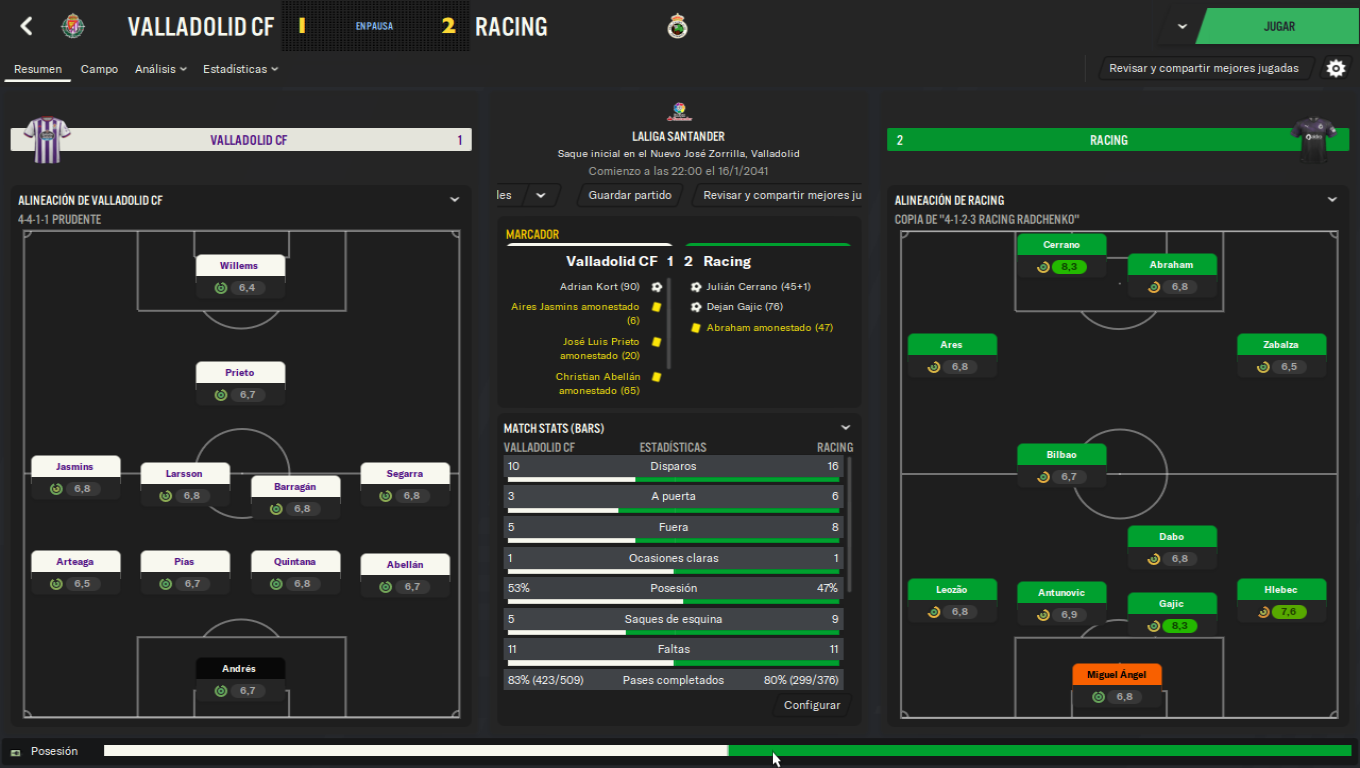 VALLADOLID CF
1
EN PAUSA
2
RACING
JUGAR
Resumen
Campo
Análisis
Estadísticas
Revisar y compartir mejores jugadas
VALLADOLID CF
1
ALINEACIÓN DE VALLADOLID CF
4-4-1-1 PRUDENTE
Willems
6,4
Prieto
6,7
Jasmins
6,8
Larsson
6,8
Barragán
6,8
Segarra
6,8
Arteaga
6,5
Pías
6,7
Quintana
6,8
Abellán
6,7
Andrés
6,7
LALIGA SANTANDER
Saque inicial en el Nuevo José Zorrilla, Valladolid
Comienzo a las 22:00 el 16/1/2041
les
Guardar partido
Revisar y compartir mejores ju
MARCADOR
Valladolid CF 1 2 Racing
Adrian Kort (90)
Aires Jasmins amonestado
(6)
José Luis Prieto
amonestado (20)
Christian Abellán
amonestado (65)
Julián Cerrano (45+1)
Dejan Gajic (76)
Abraham amonestado (47)
MATCH STATS (BARS)
VALLADOLID CF ESTADÍSTICAS RACING
10 Disparos 16
3 A puerta 6
5 Fuera 8
1 Ocasiones claras 1
53% Posesión 47%
5 Saques de esquina 9
11 Faltas 11
83% (423/509) Pases completados 80% (299/376)
Configurar
2
RACING
ALINEACIÓN DE RACING
COPIA DE "4-1-2-3 RACING RADCHENKO"
Cerrano
8,3
Abraham
6,8
Ares
6,8
Zabalza
6,5
Bilbao
6,7
Dabo
6,8
Leozão
6,8
Antunovic
6,9
Gajic
8,3
Hlebec
7,6
Miguel Ángel
6,8
Posesión